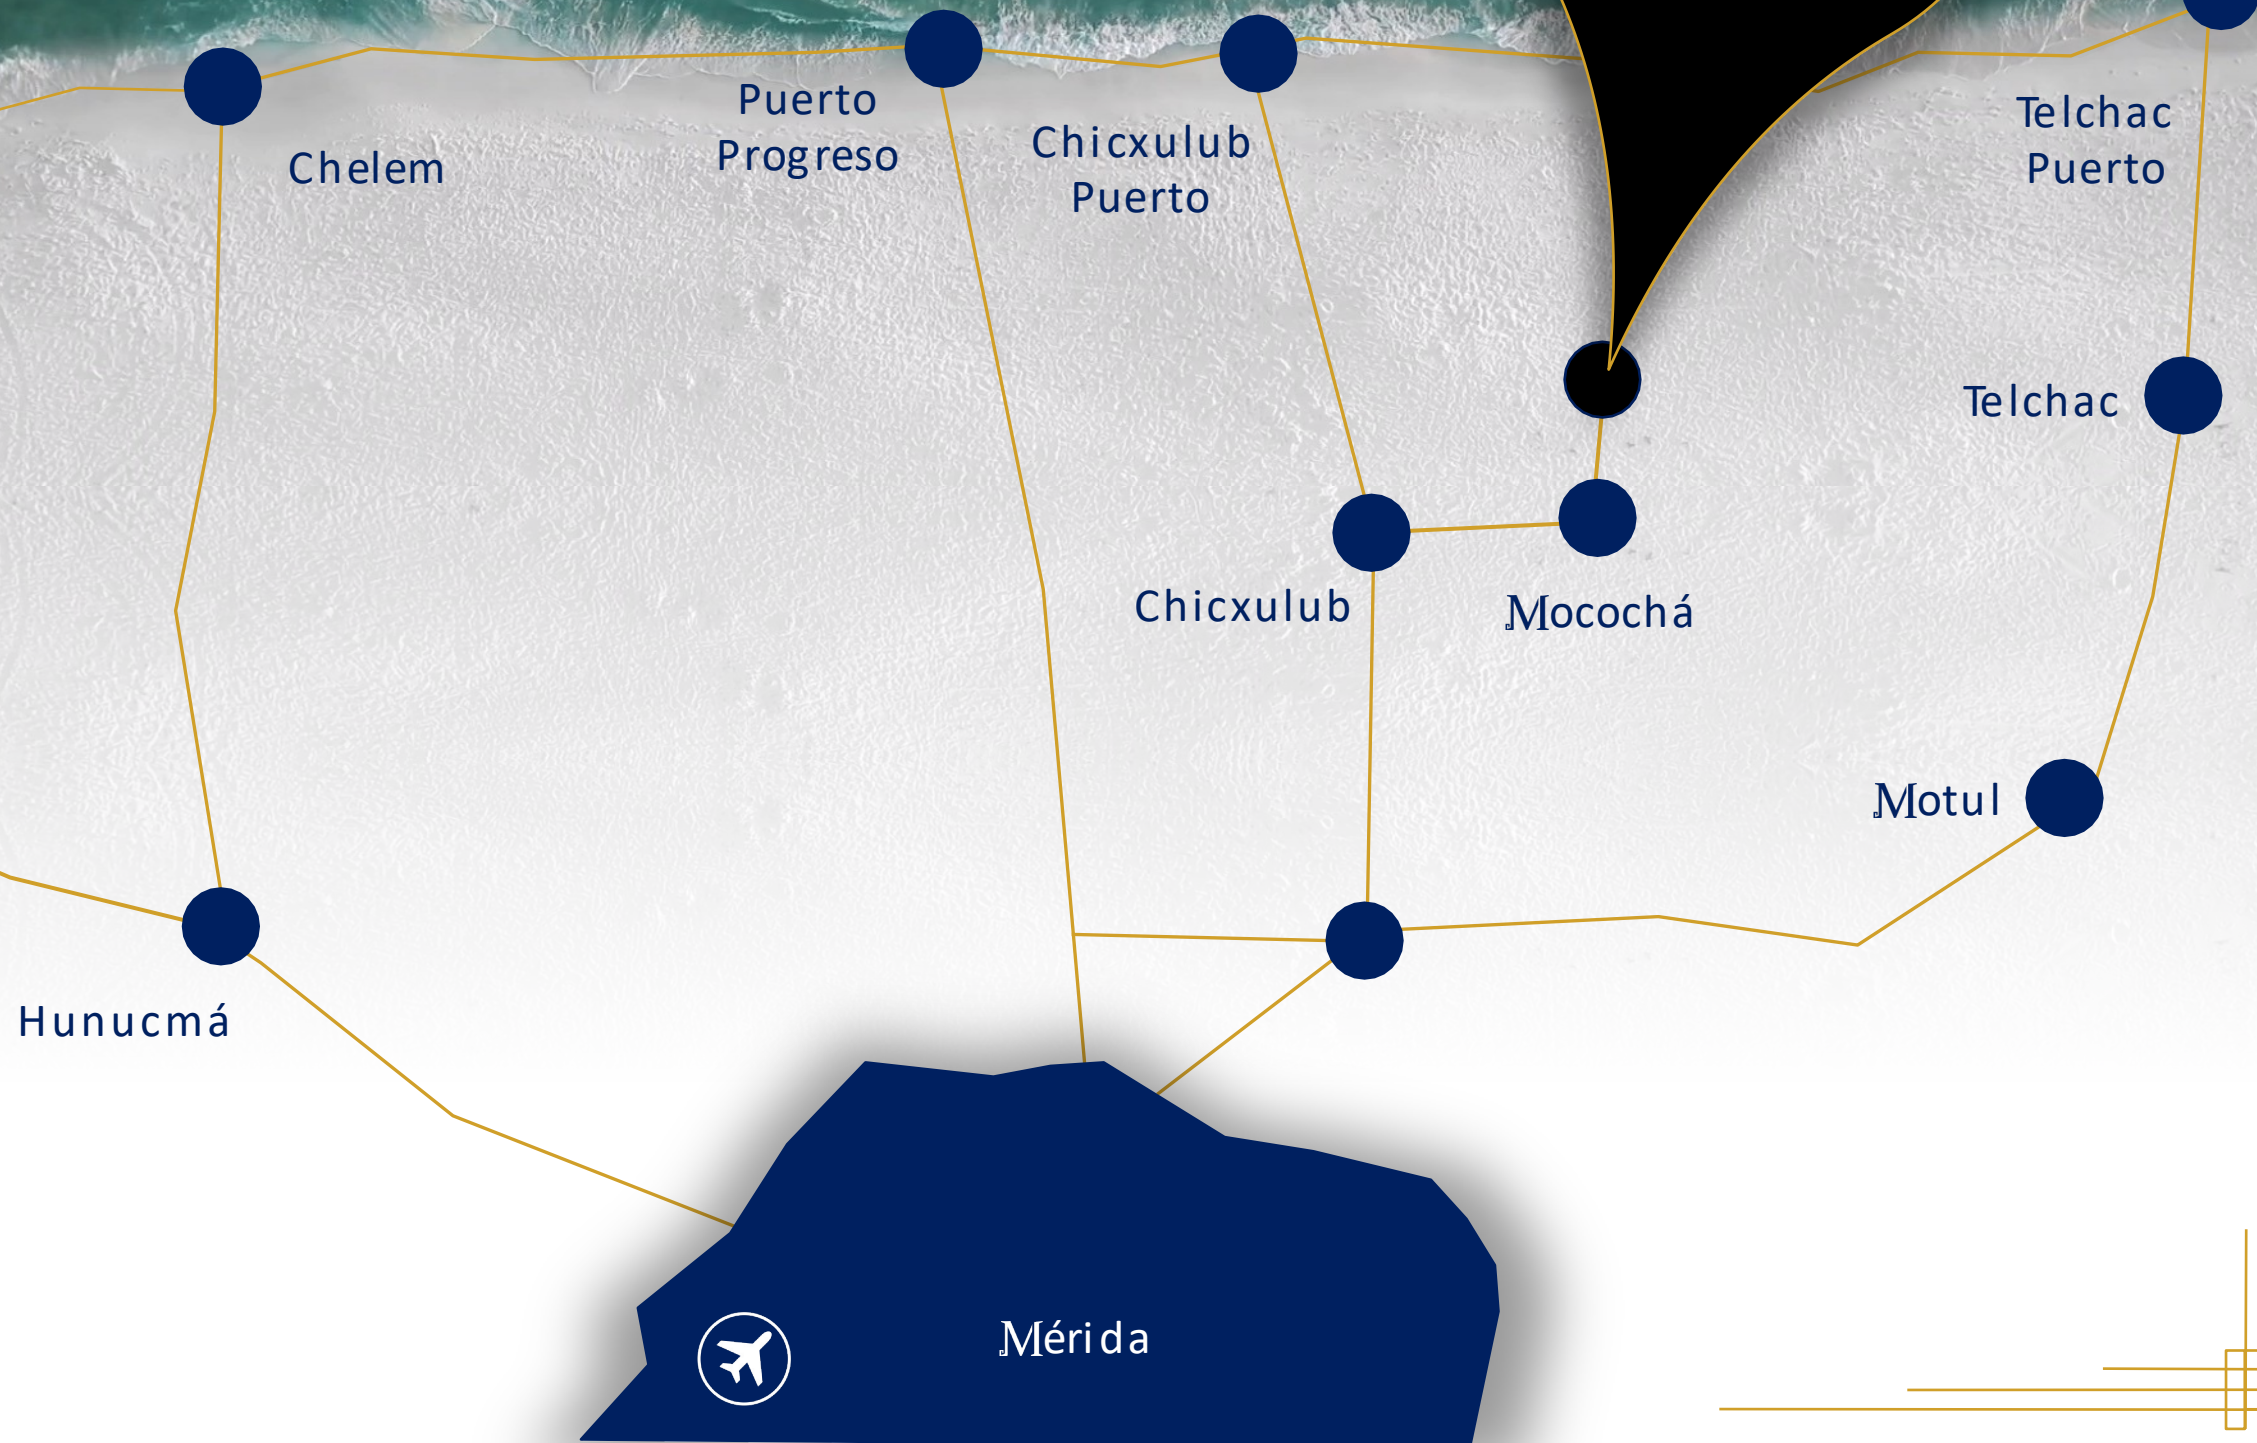 Puerto
Progreso
Chicxulub
Puerto
Telchac
Puerto
Chelem
Telchac
Chicxulub
Mocochá
Motul
Hunucmá
Mérida